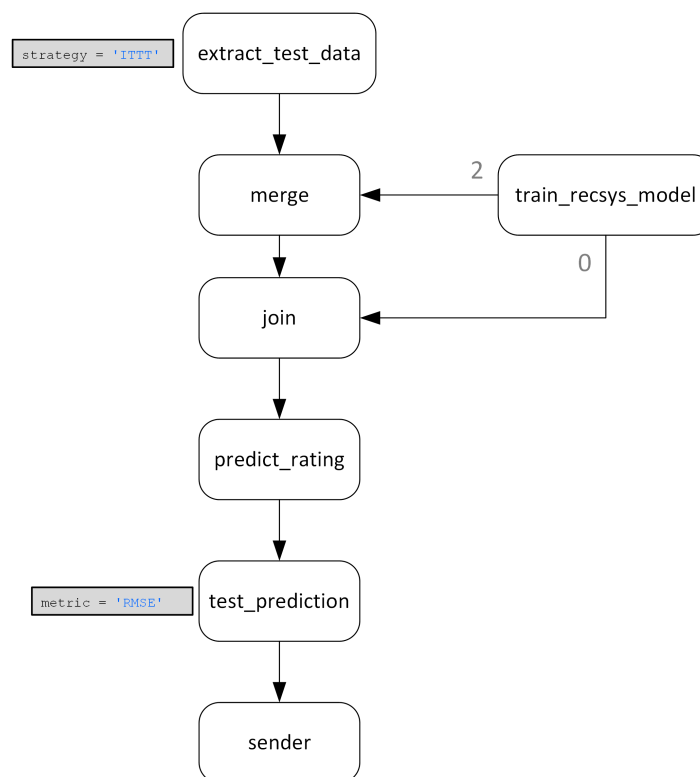 strategy = 'ITTT'
extract_test_data
merge
2
train_recsys_model
0
join
predict_rating
metric = 'RMSE'
test_prediction
sender